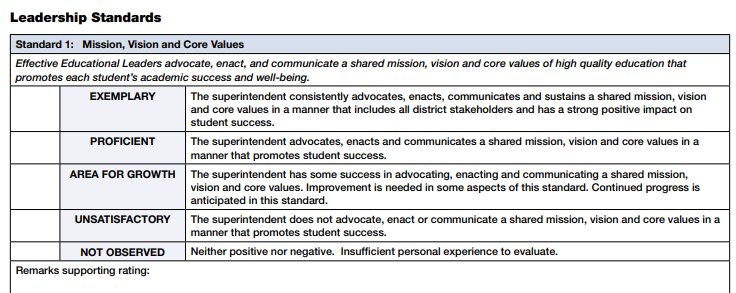 Leadership Standards
Standard 1: Mission, Vision and Core Values
Effective Educational Leaders advocate, enact, and communicate a shared mission, vision and core values of high quality education that
promotes each student's academic success and well-being.
EXEMPLARY
The superintendent consistently advocates, enacts, communicates and sustains a shared mission, vision
and core values in a manner that includes all district stakeholders and has a strong positive impact on
student success.
PROFICIENT
The superintendent advocates, enacts and communicates a shared mission, vision and core values in a
manner that promotes student success.
AREA FOR GROWTH
The superintendent has some success in advocating, enacting and communicating a shared mission,
vision and core values. Improvement is needed in some aspects of this standard. Continued progress is
anticipated in this standard.
UNSATISFACTORY
The superintendent does not advocate, enact or communicate a shared mission, vision and core values in a
manner that promotes student success.
NOT OBSERVED
Neither positive nor negative. Insufficient personal experience to evaluate.
Remarks supporting rating: